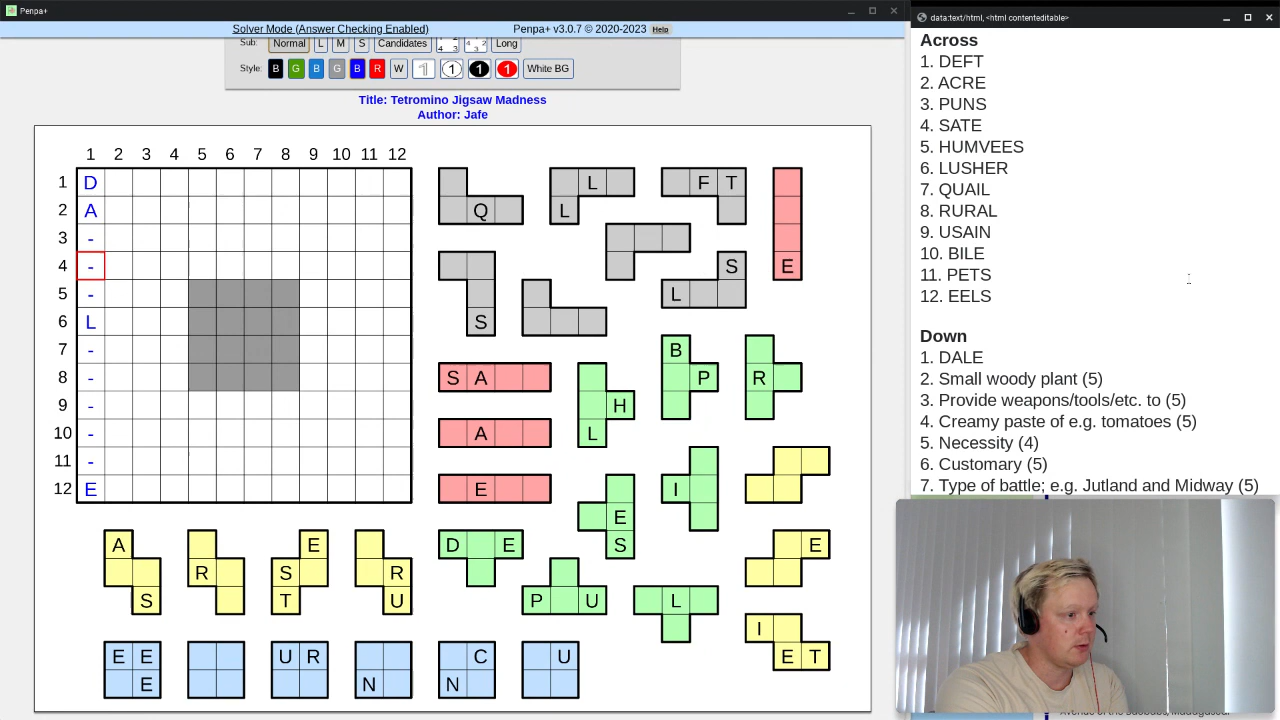 Penpa+
data:text/html, <html contenteditable>
Solver Mode (Answer Checking Enabled)
Penpa+ v3.0.7 © 2020-2023
Help
Sub:
Normal
L
M
S
Candidates
Long
Style:
B
G
B
G
B
R
W
1
1
1
1
White BG
Title: Tetromino Jigsaw Madness
Author: Jafe
1 2 3 4 5 6 7 8 9 10 11 12
1 D
2 A
3 -
4 -
5 -
6 L
7 -
8 -
9 -
10 -
11 -
12 E
L
F T
Q
L
E
S
S
L
B
S A
P
R
H
A
L
E
I
E
A
E
D E
S
E
R
S
R
S
T
U
P U
L
I
E T
E E
U R
C
U
E
N
N
Across
1. DEFT
2. ACRE
3. PUNS
4. SATE
5. HUMVEES
6. LUSHER
7. QUAIL
8. RURAL
9. USAIN
10. BILE
11. PETS
12. EELS
Down
1. DALE
2. Small woody plant (5)
3. Provide weapons/tools/etc. to (5)
4. Creamy paste of e.g. tomatoes (5)
5. Necessity (4)
6. Customary (5)
7. Type of battle; e.g. Jutland and Midway (5)